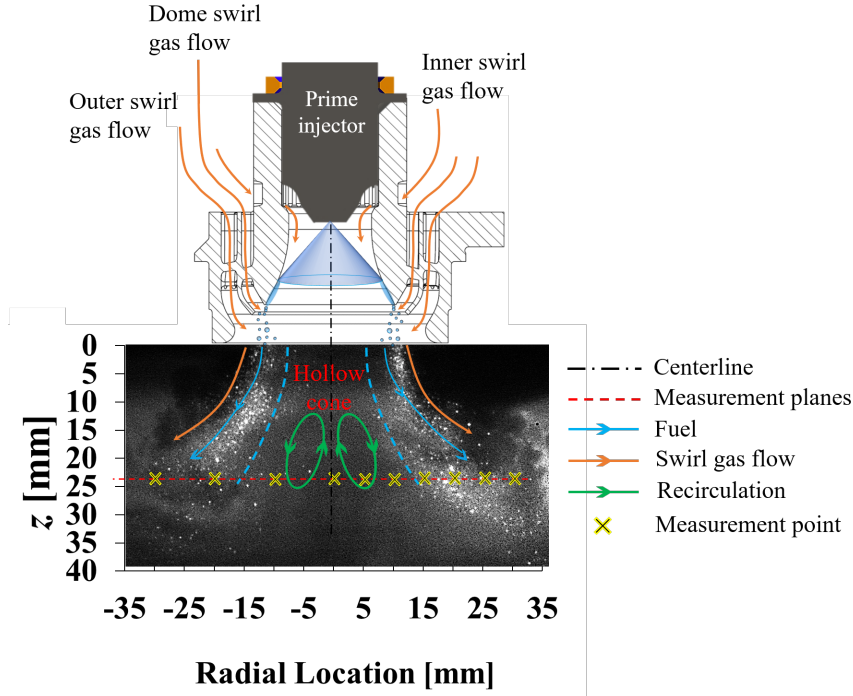 Dome swirl
gas flow
Inner swirl
gas flow
Outer swirl
gas flow
Prime
injector
0
5
10
15
20
25
30
35
40
z [mm]
Hollow
cone
-35 -25 -15 -5 5 15 25 35
Radial Location [mm]
Centerline
Measurement planes
Fuel
Swirl gas flow
Recirculation
Measurement point